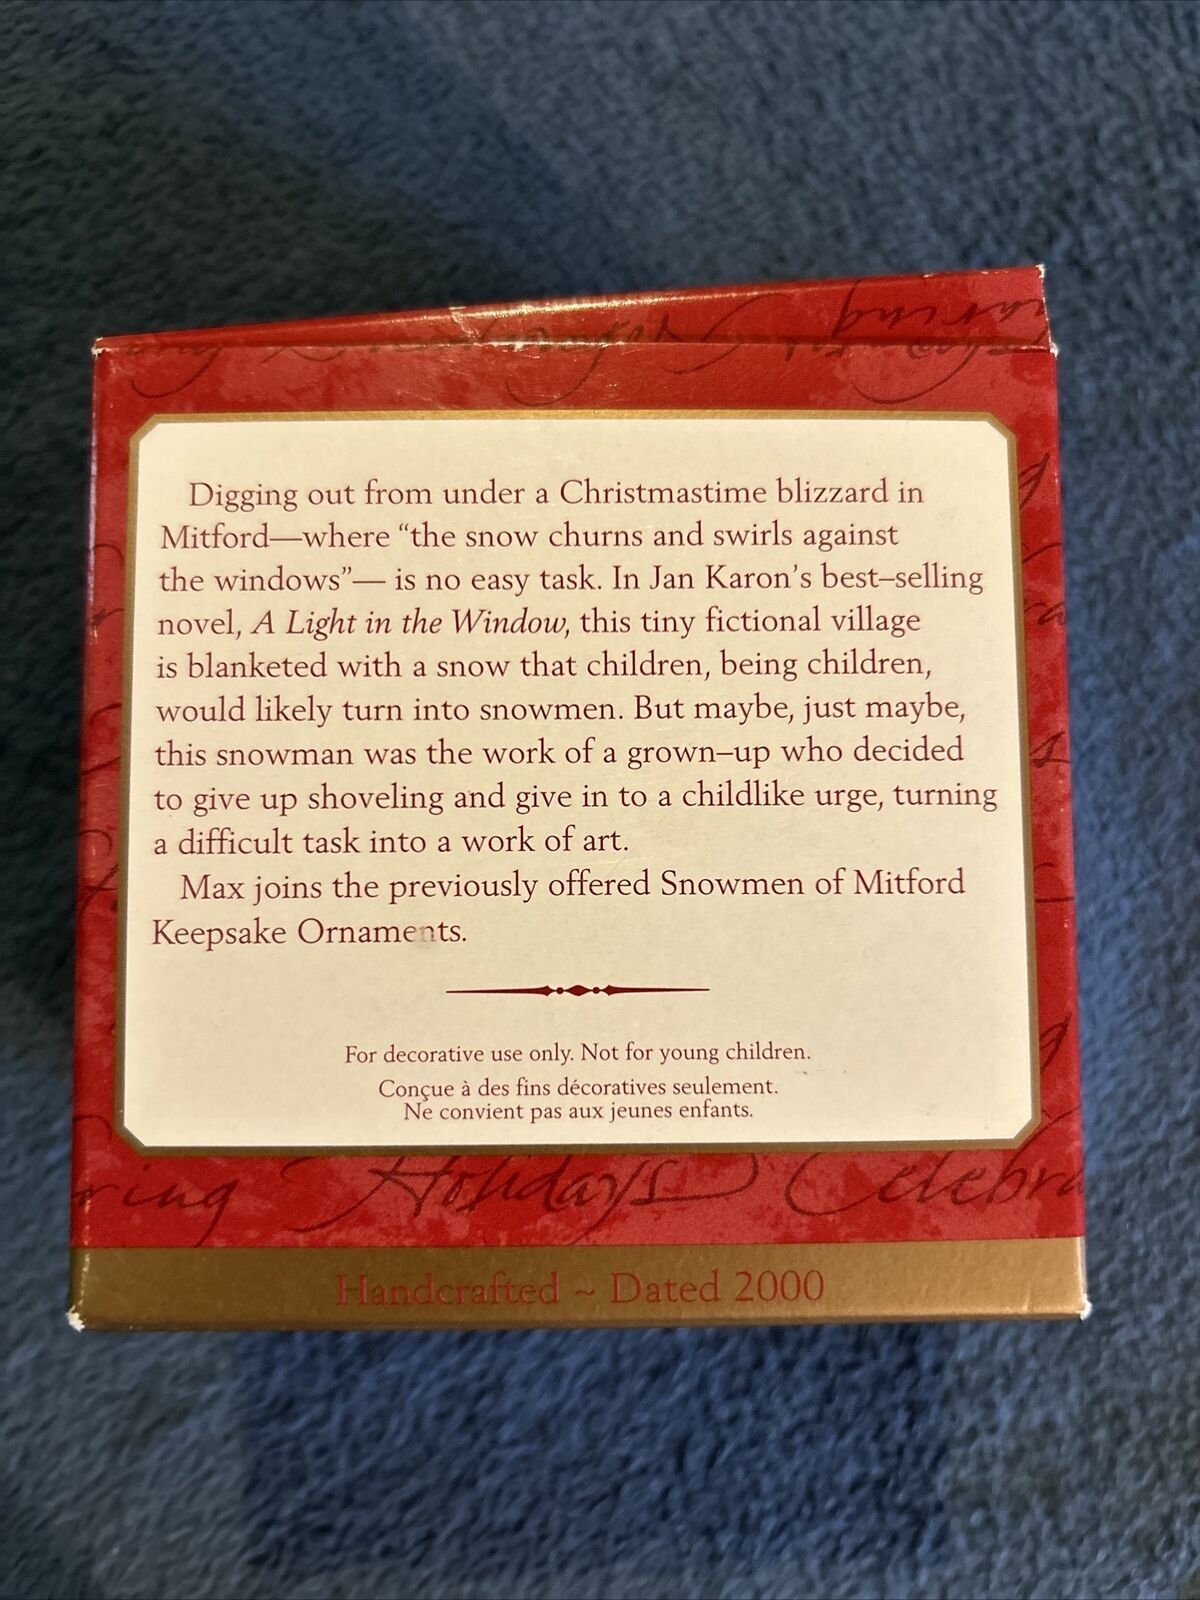 Digging out from under a Christmastime blizzard in
Mitford—where “the snow churns and swirls against
the windows”— is no easy task. In Jan Karon’s best–selling
novel, A Light in the Window, this tiny fictional village
is blanketed with a snow that children, being children,
would likely turn into snowmen. But maybe, just maybe,
this snowman was the work of a grown–up who decided
to give up shoveling and give in to a childlike urge, turning
a difficult task into a work of art.
Max joins the previously offered Snowmen of Mitford
Keepsake Ornaments.
For decorative use only. Not for young children.
Conçue à des fins décoratives seulement.
Ne convient pas aux jeunes enfants.
Holidays Celebra
Handcrafted ~ Dated 2000